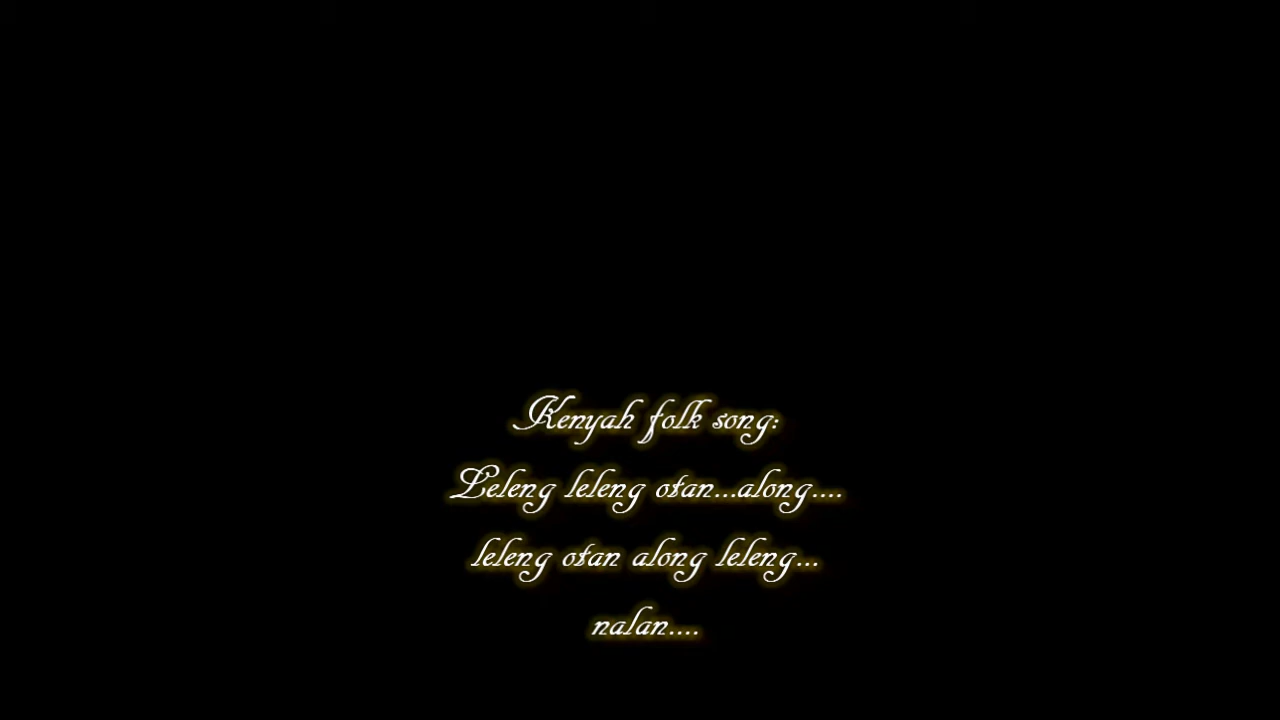 Kenyah folk song:
Leleng leleng otan...along....
leleng otan along leleng...
nalan....